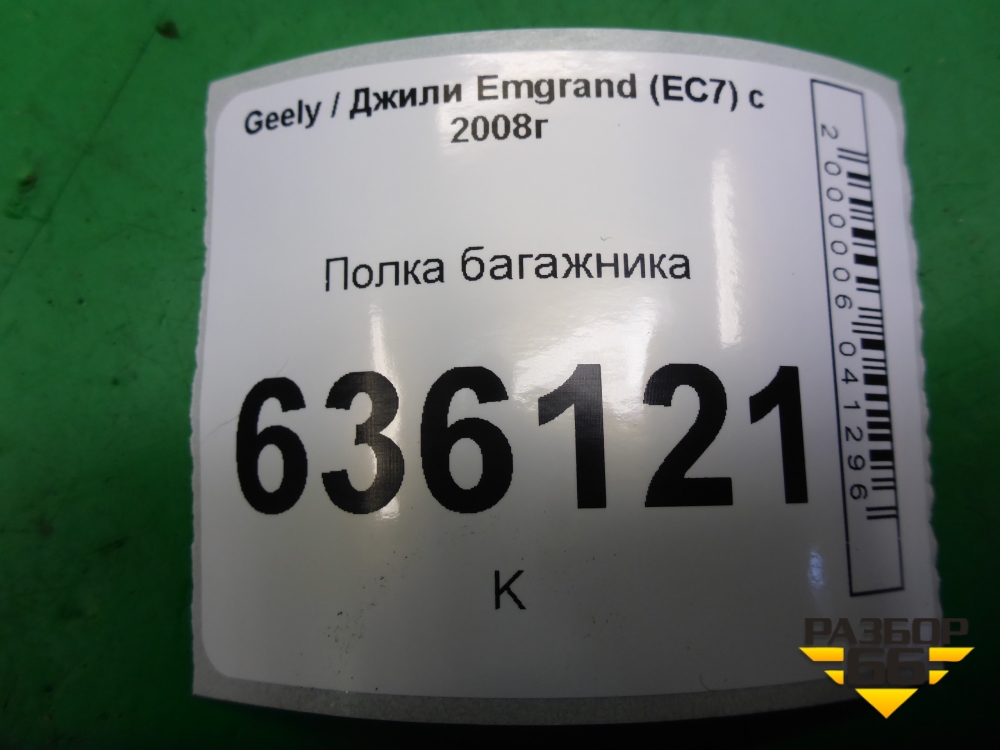 Geely / Джили Emgrand (EC7) с
2008г
Полка багажника
636121
К
2000006041296
РАЗБОР
66